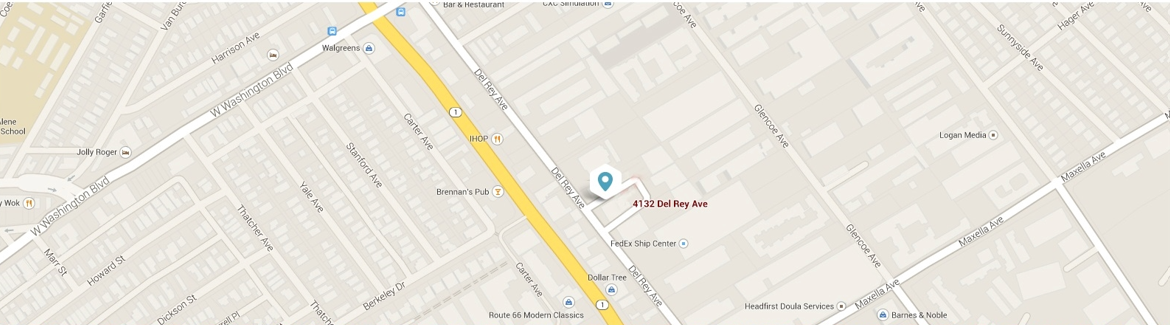 Bar & Restaurant
CXC Simulation
Harrison Ave
Walgreens
W Washington Blvd
Del Rey Ave
Sunnyside Ave
Hager Ave
1
Glencoe Ave
Carter Ave
IHOP
Logan Media
School
Jolly Roger
Stanford Ave
Maxella Ave
Del Rey Ave
Brennan's Pub
Yale Ave
4132 Del Rey Ave
W Washington Blvd
Wok
Thatcher Ave
Glencoe Ave
Maxella Ave
FedEx Ship Center
Marr St
Howard St
Carter Ave
Dollar Tree
Del Rey Ave
Berkeley Dr
Maxella Ave
Dickson St
1
Route 66 Modern Classics
Headfirst Doula Services
Barnes & Noble